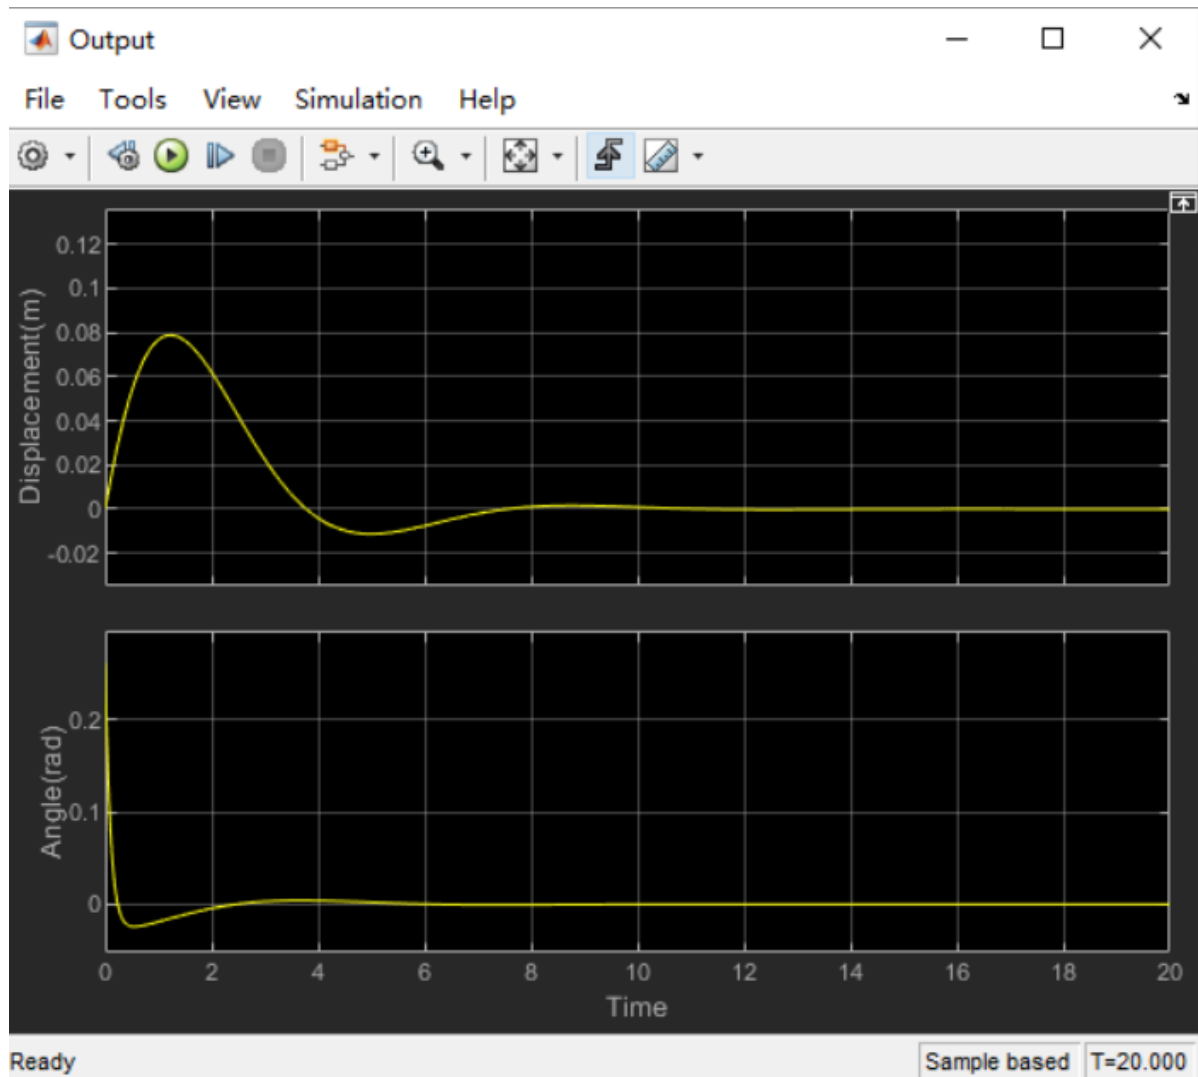 Output
File Tools View Simulation Help
0.12
0.1
0.08
0.06
0.04
0.02
0
-0.02
Displacement(m)
0.2
0.1
0
Angle(rad)
0 2 4 6 8 10 12 14 16 18 20
Time
Ready Sample based T=20.000